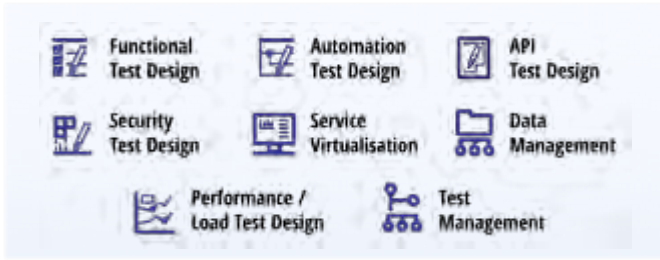 Functional
Test Design
Automation
Test Design
API
Test Design
Security
Test Design
Service
Virtualisation
Data
Management
Performance /
Load Test Design
Test
Management